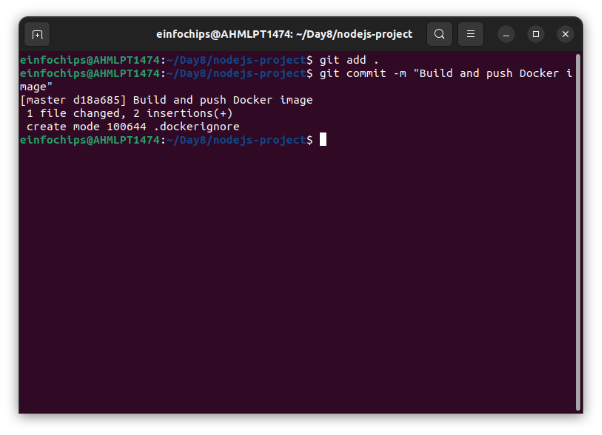 einfochips@AHMLPT1474: ~/Day8/nodejs-project
einfochips@AHMLPT1474:~/Day8/nodejs-project$ git add .
einfochips@AHMLPT1474:~/Day8/nodejs-project$ git commit -m "Build and push Docker i
mage"
[master d18a685] Build and push Docker image
 1 file changed, 2 insertions(+)
 create mode 100644 .dockerignore
einfochips@AHMLPT1474:~/Day8/nodejs-project$